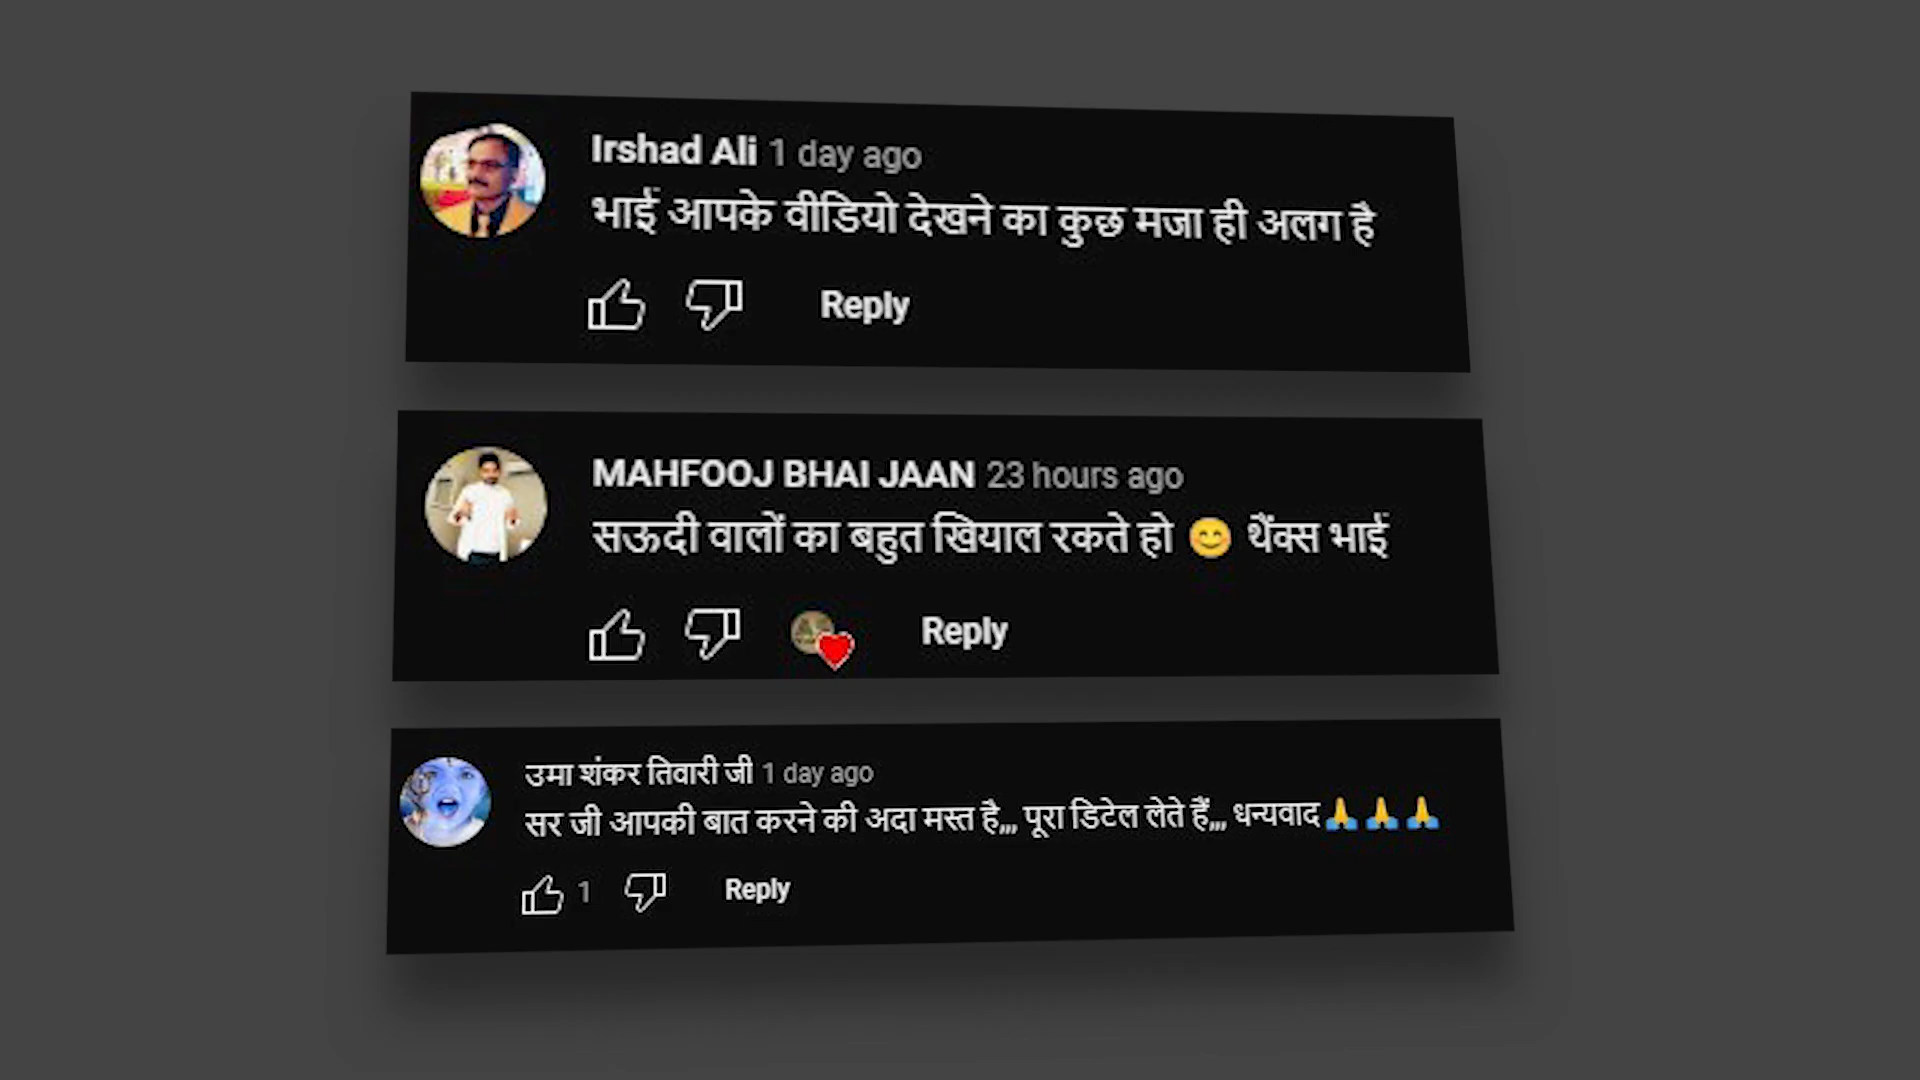 Irshad Ali 1 day ago
भाई आपके वीडियो देखने का कुछ मजा ही अलग है
Reply
MAHFOOJ BHAI JAAN 23 hours ago
सऊदी वालों का बहुत खियाल रकते हो 😊 थैंक्स भाई
Reply
उमा शंकर तिवारी जी 1 day ago
सर जी आपकी बात करने की अदा मस्त है,,, पूरा डिटेल लेते हैं,,, धन्यवाद🙏🙏🙏
1 Reply